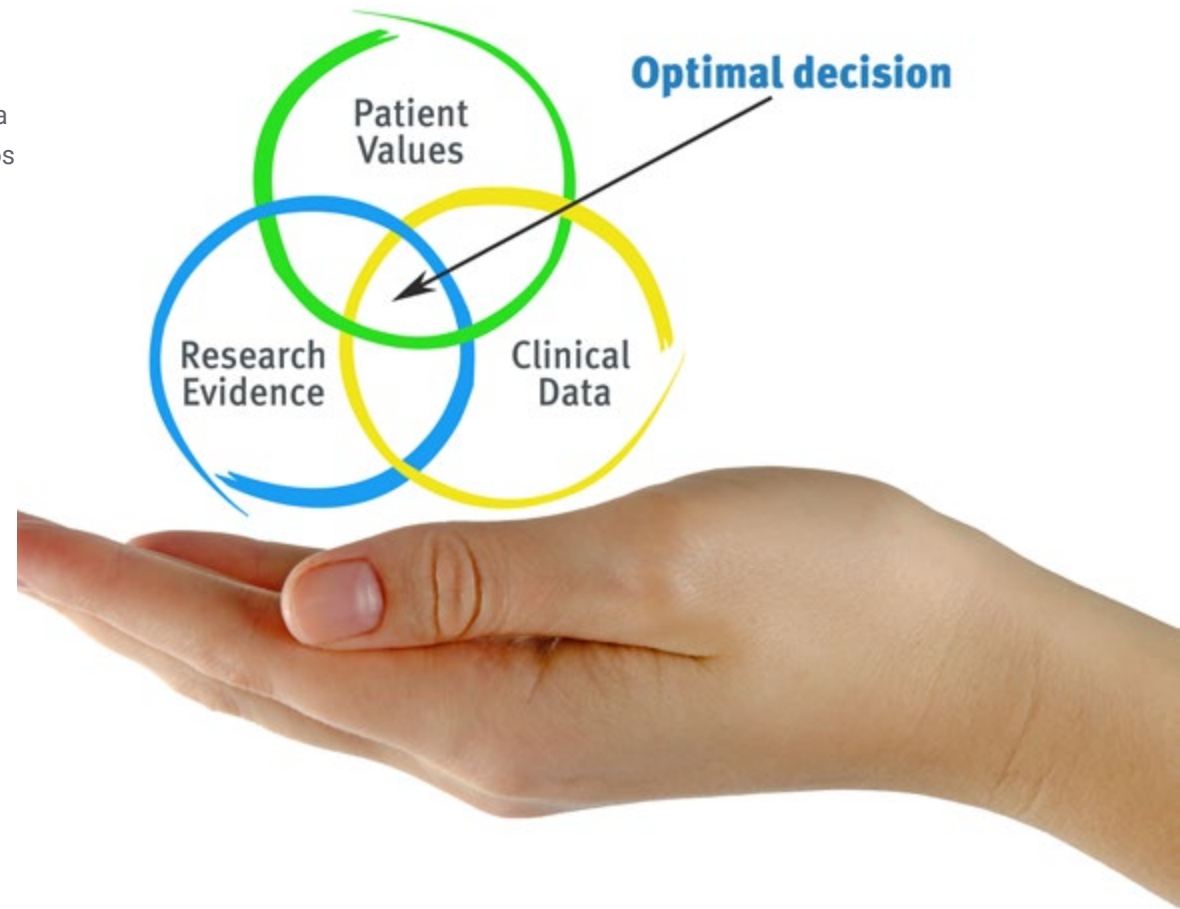 Optimal decision
Patient
Values
Research
Evidence
Clinical
Data